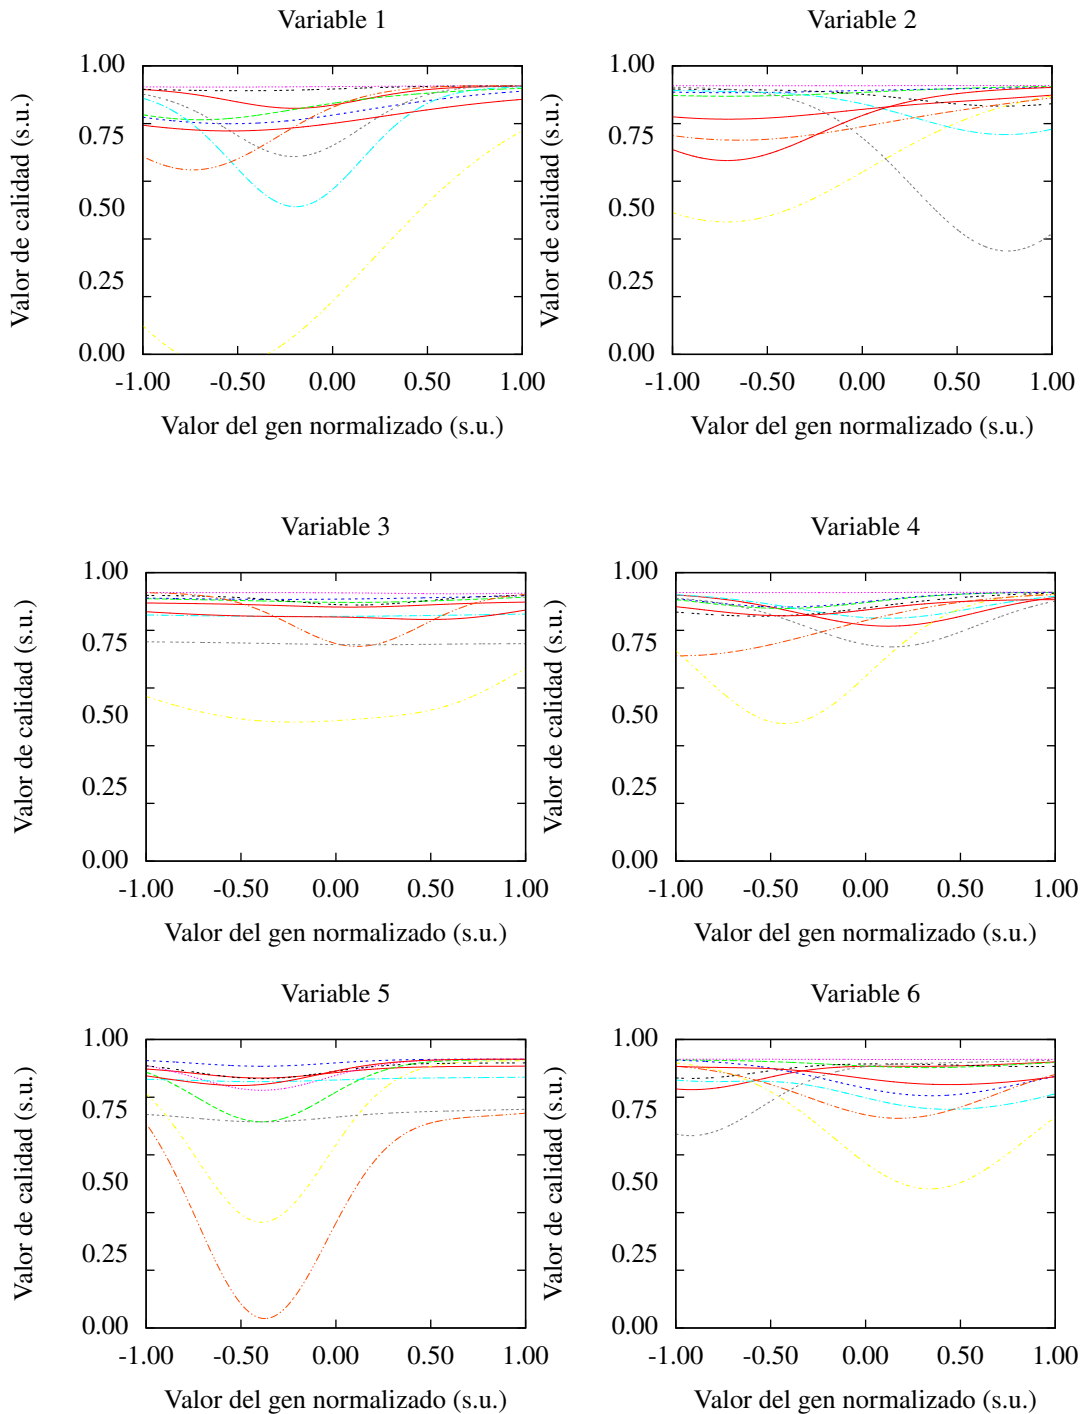 Variable 1
1.00
0.75
0.50
0.25
0.00
-1.00 -0.50 0.00 0.50 1.00
Valor de calidad (s.u.)
Valor del gen normalizado (s.u.)
Variable 2
1.00
0.75
0.50
0.25
0.00
-1.00 -0.50 0.00 0.50 1.00
Valor de calidad (s.u.)
Valor del gen normalizado (s.u.)
Variable 3
1.00
0.75
0.50
0.25
0.00
-1.00 -0.50 0.00 0.50 1.00
Valor de calidad (s.u.)
Valor del gen normalizado (s.u.)
Variable 4
1.00
0.75
0.50
0.25
0.00
-1.00 -0.50 0.00 0.50 1.00
Valor de calidad (s.u.)
Valor del gen normalizado (s.u.)
Variable 5
1.00
0.75
0.50
0.25
0.00
-1.00 -0.50 0.00 0.50 1.00
Valor de calidad (s.u.)
Valor del gen normalizado (s.u.)
Variable 6
1.00
0.75
0.50
0.25
0.00
-1.00 -0.50 0.00 0.50 1.00
Valor de calidad (s.u.)
Valor del gen normalizado (s.u.)